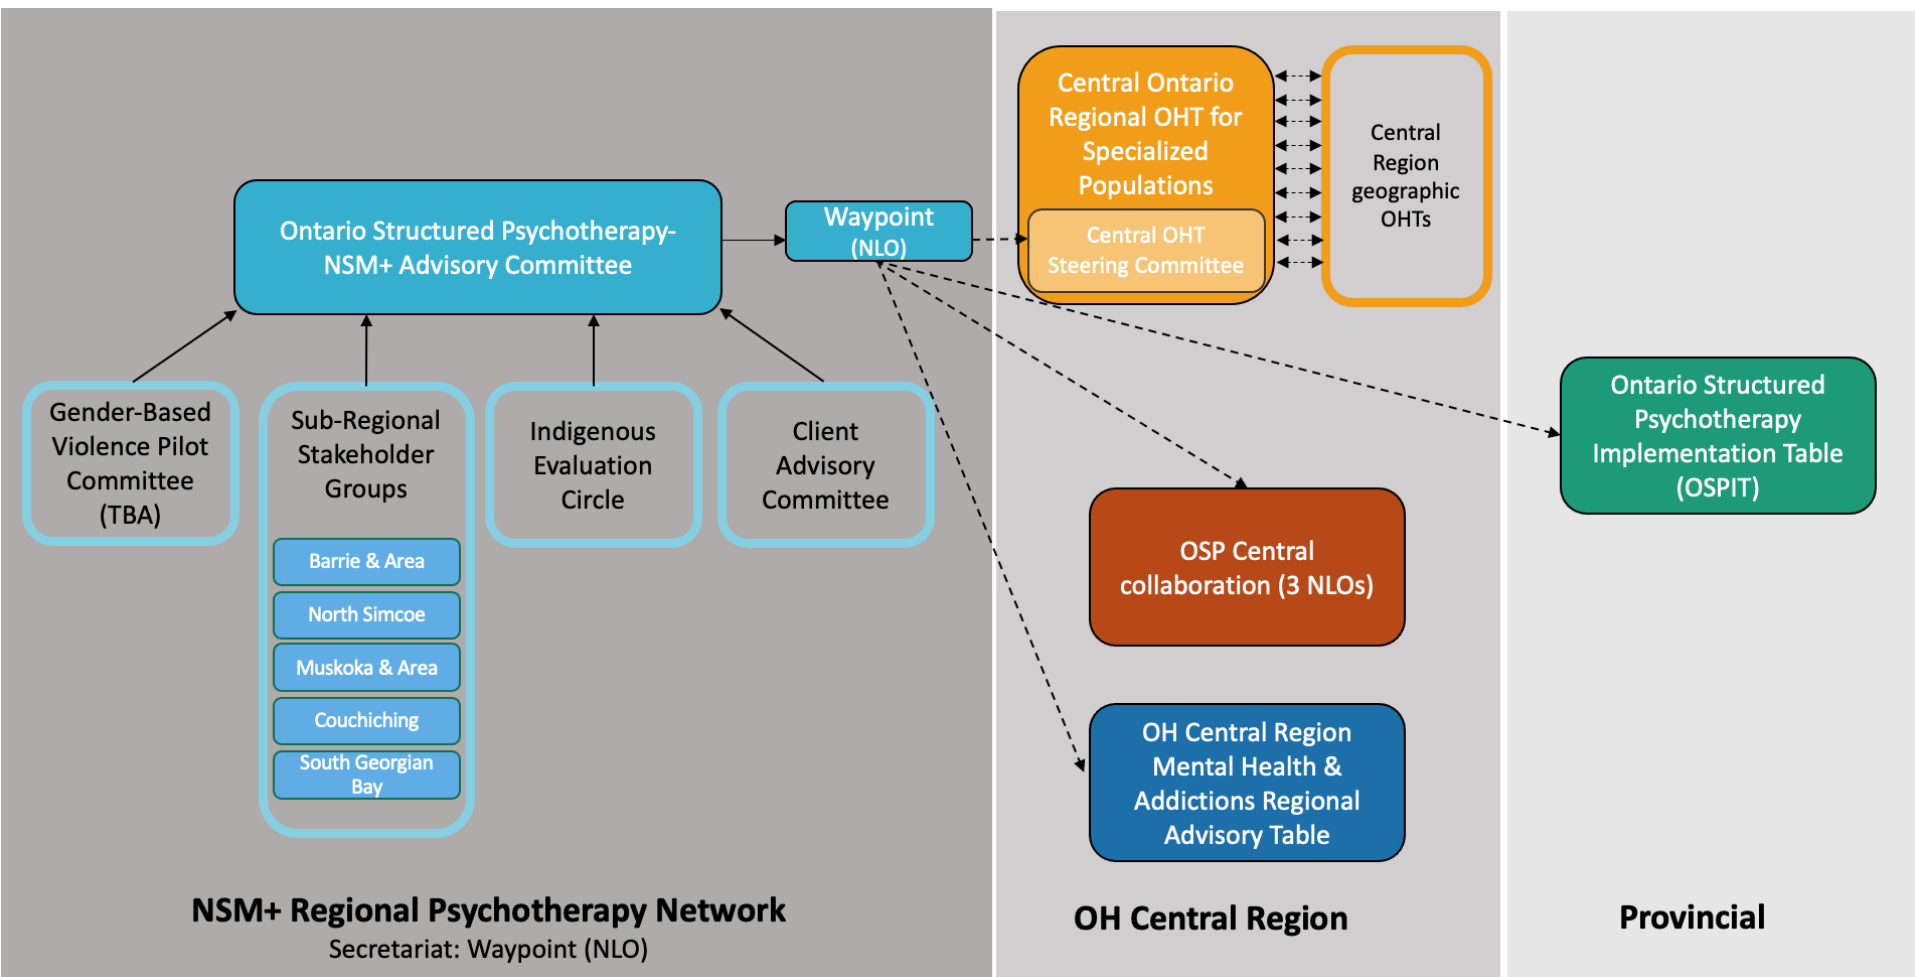 Ontario Structured Psychotherapy-
NSM+ Advisory Committee
Waypoint
(NLO)
Gender-Based
Violence Pilot
Committee
(TBA)
Sub-Regional
Stakeholder
Groups
Barrie & Area
North Simcoe
Muskoka & Area
Couchiching
South Georgian
Bay
Indigenous
Evaluation
Circle
Client
Advisory
Committee
NSM+ Regional Psychotherapy Network
Secretariat: Waypoint (NLO)
Central Ontario
Regional OHT for
Specialized
Populations
Central OHT
Steering Committee
Central
Region
geographic
OHTs
OSP Central
collaboration (3 NLOs)
OH Central Region
Mental Health &
Addictions Regional
Advisory Table
OH Central Region
Ontario Structured
Psychotherapy
Implementation Table
(OSPIT)
Provincial